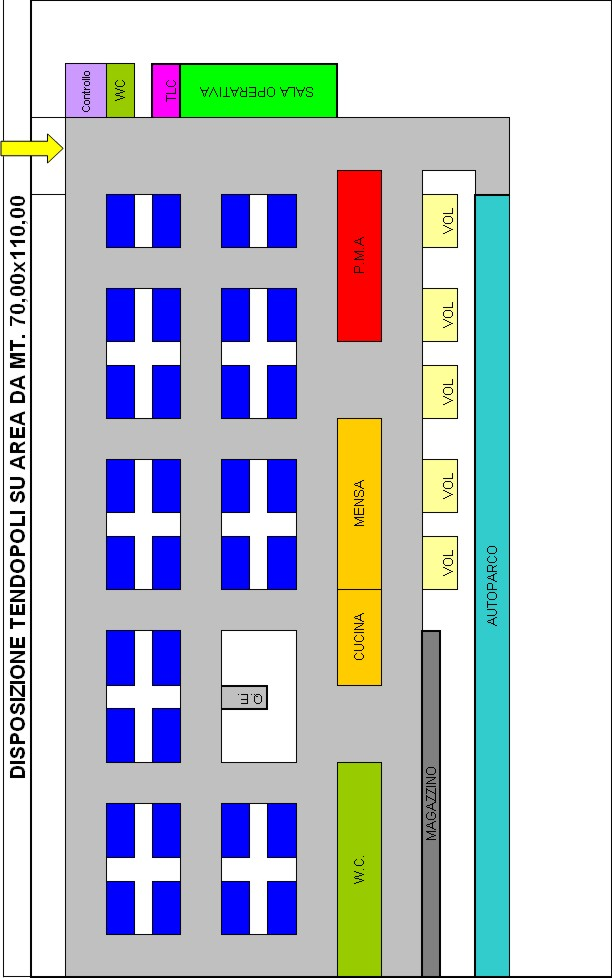 DISPOSIZIONE TENDOPOLI SU AREA DA MT. 70,00x110,00
Controllo
WC
TLC
SALA OPERATIVA
P.M.A
VOL
VOL
VOL
MENSA
VOL
VOL
CUCINA
AUTOPARCO
Q.E.
MAGAZZINO
W.C.